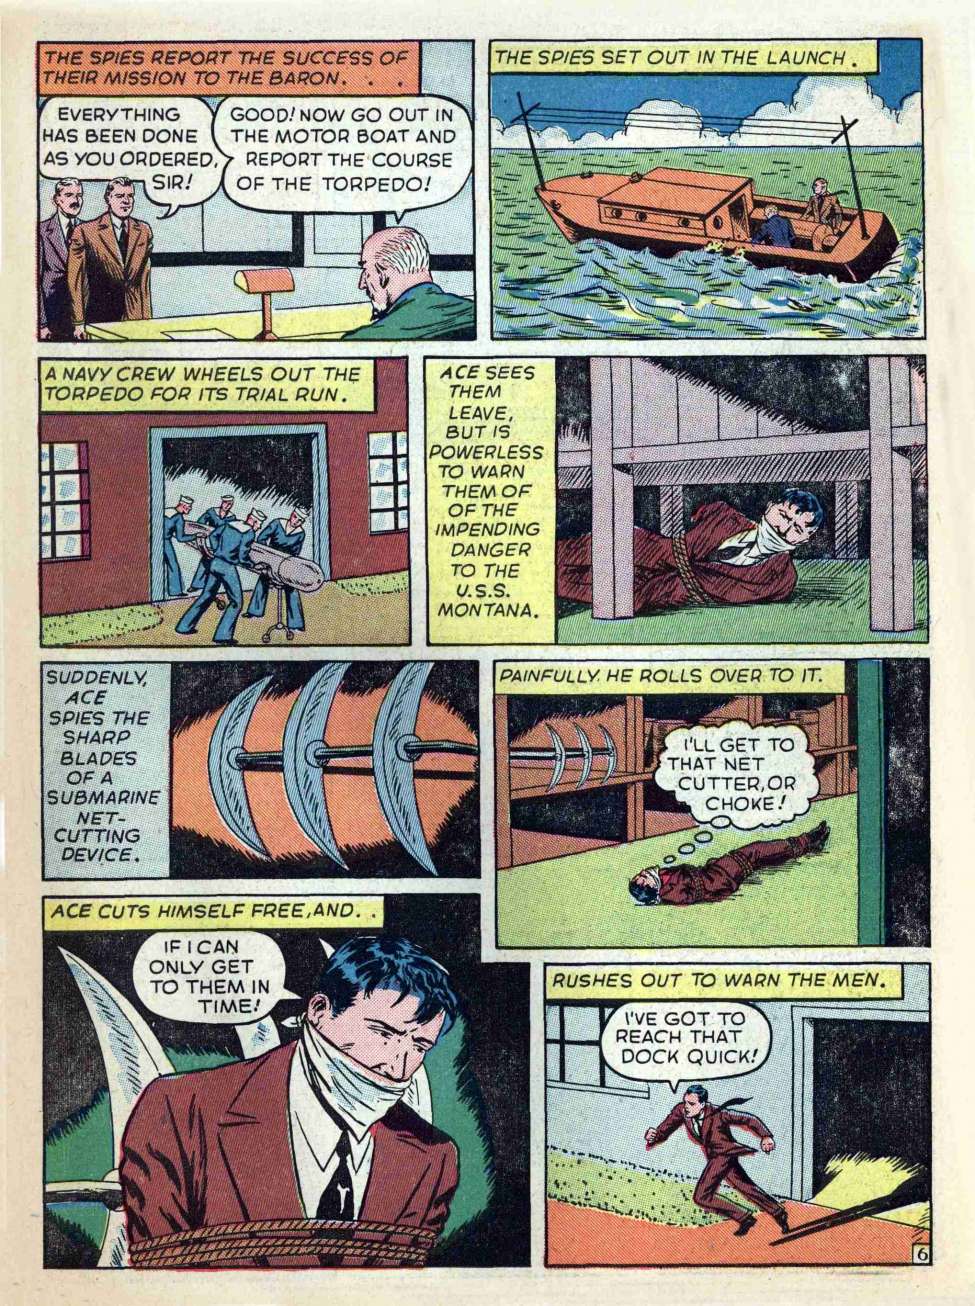 THE SPIES REPORT THE SUCCESS OF
THEIR MISSION TO THE BARON. . .
EVERYTHING
HAS BEEN DONE
AS YOU ORDERED,
SIR!
GOOD! NOW GO OUT IN
THE MOTOR BOAT AND
REPORT THE COURSE
OF THE TORPEDO!
THE SPIES SET OUT IN THE LAUNCH.
A NAVY CREW WHEELS OUT THE
TORPEDO FOR ITS TRIAL RUN.
ACE SEES
THEM
LEAVE,
BUT IS
POWERLESS
TO WARN
THEM OF
OF THE
IMPENDING
DANGER
TO THE
U.S.S.
MONTANA.
SUDDENLY,
ACE
SPIES THE
SHARP
BLADES
OF A
SUBMARINE
NET-
CUTTING
DEVICE.
PAINFULLY. HE ROLLS OVER TO IT.
I'LL GET TO
THAT NET
CUTTER, OR
CHOKE!
ACE CUTS HIMSELF FREE, AND. .
IF I CAN
ONLY GET
TO THEM IN
TIME!
RUSHES OUT TO WARN THE MEN.
I'VE GOT TO
REACH THAT
DOCK QUICK!
6